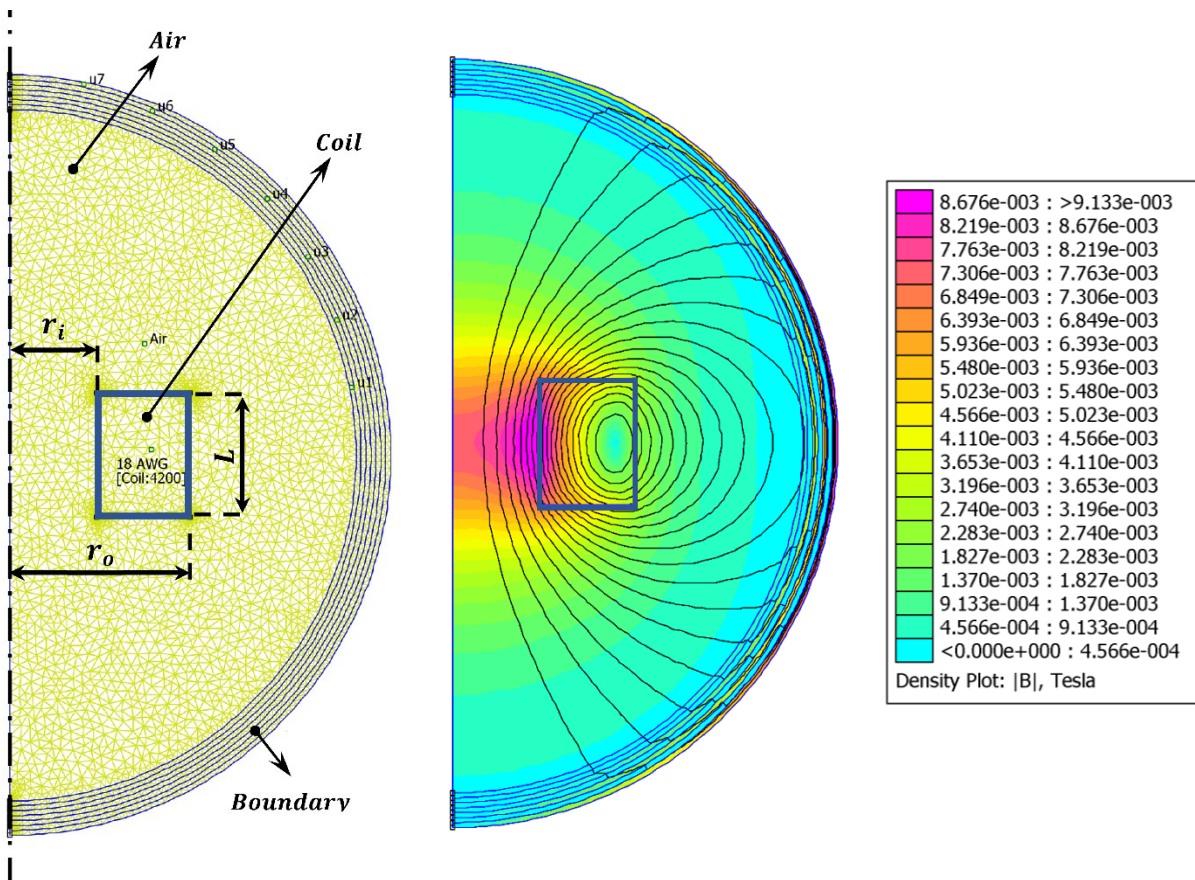 Air
u7
u6
u5
Coil
u4
u3
u2
r_i
Air
u1
18 AWG
[Coil:4200]
L
r_o
Boundary
8.676e-003 : >9.133e-003
8.219e-003 : 8.676e-003
7.763e-003 : 8.219e-003
7.306e-003 : 7.763e-003
6.849e-003 : 7.306e-003
6.393e-003 : 6.849e-003
5.936e-003 : 6.393e-003
5.480e-003 : 5.936e-003
5.023e-003 : 5.480e-003
4.566e-003 : 5.023e-003
4.110e-003 : 4.566e-003
3.653e-003 : 4.110e-003
3.196e-003 : 3.653e-003
2.740e-003 : 3.196e-003
2.283e-003 : 2.740e-003
1.827e-003 : 2.283e-003
1.370e-003 : 1.827e-003
9.133e-004 : 1.370e-003
4.566e-004 : 9.133e-004
<0.000e+000 : 4.566e-004
Density Plot: |B|, Tesla